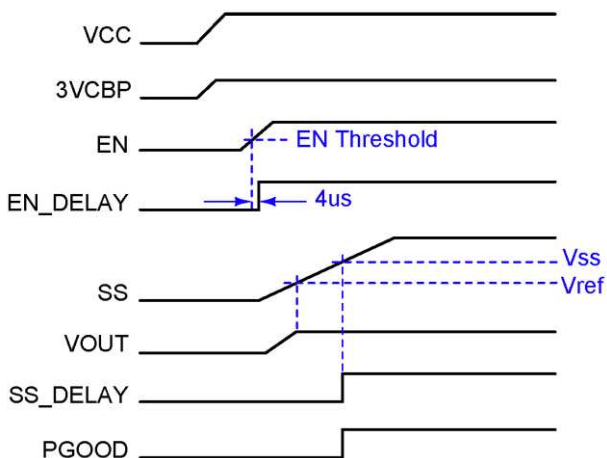 VCC
3VCBP
EN
EN Threshold
EN_DELAY
4us
SS
Vss
Vref
VOUT
SS_DELAY
PGOOD